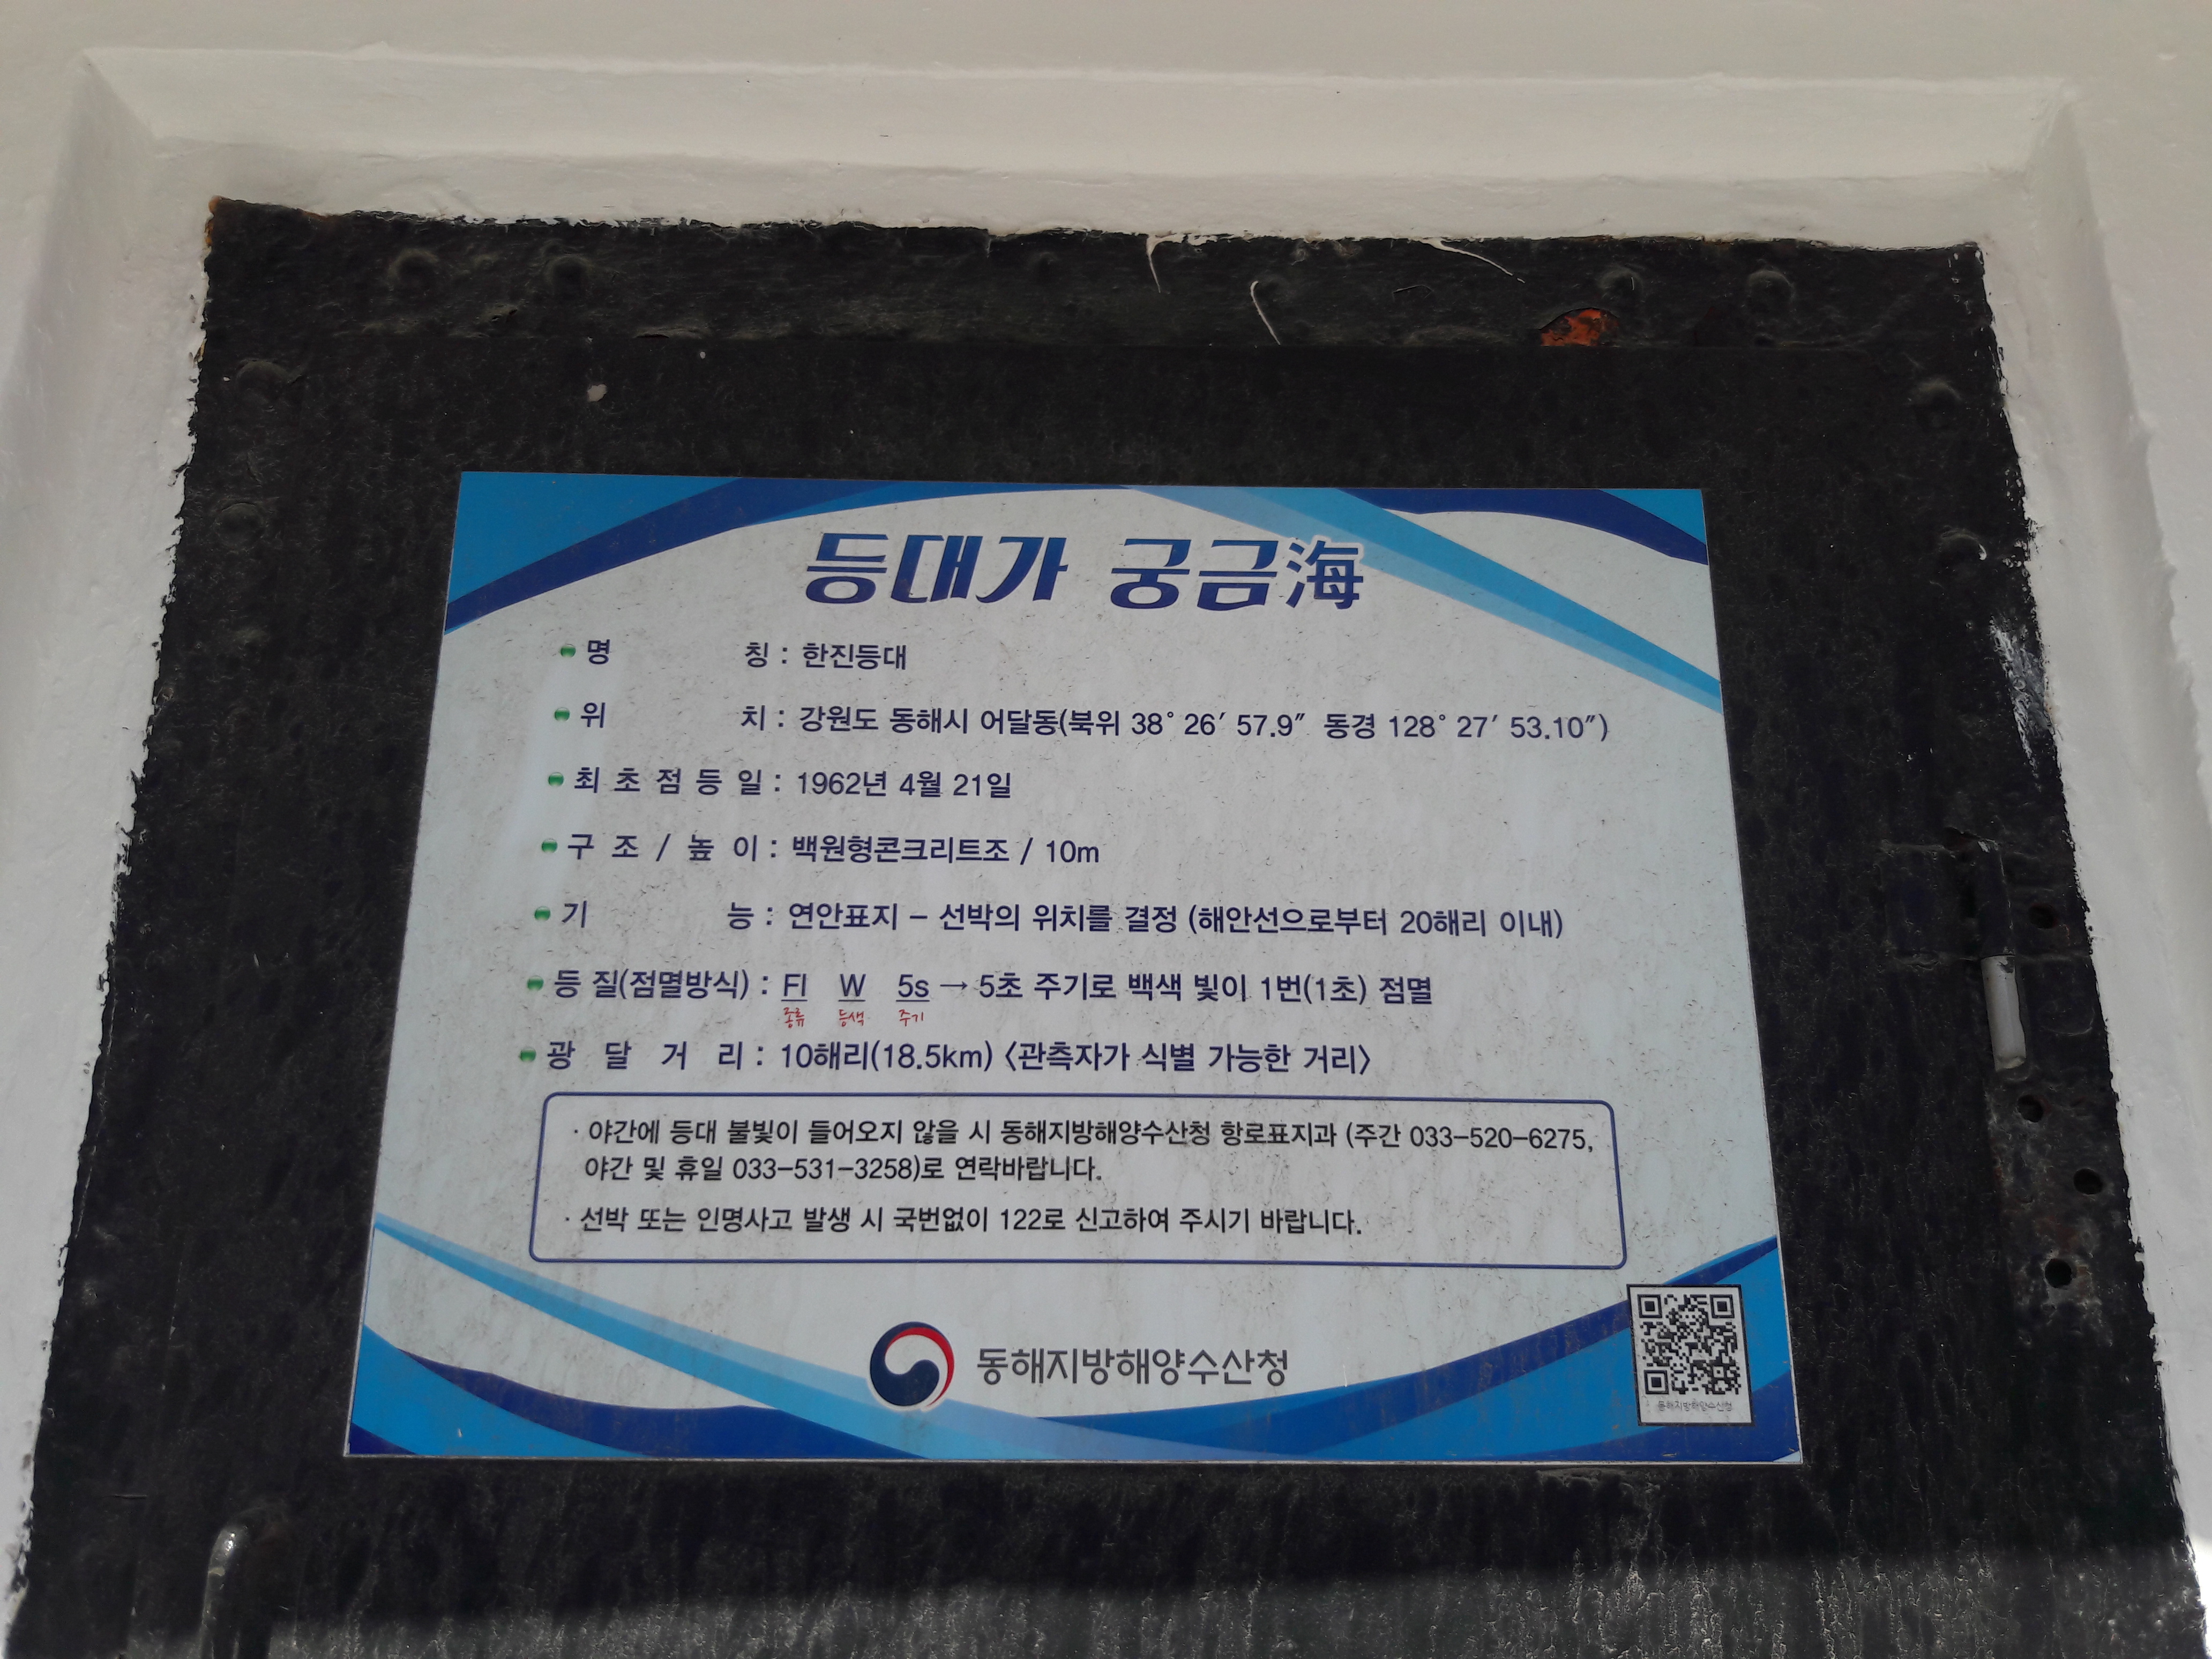 등대가 궁금海
명 칭 : 한진등대
위 치 : 강원도 동해시 어달동(북위 38° 26′ 57.9″ 동경 128° 27′ 53.10″)
최 초 점 등 일 : 1962년 4월 21일
구 조 / 높 이 : 백원형콘크리트조 / 10m
기 능 : 연안표지 – 선박의 위치를 결정 (해안선으로부터 20해리 이내)
등 질(점멸방식) : Fl W 5s → 5초 주기로 백색 빛이 1번(1초) 점멸
종류 등색 주기
광 달 거 리 : 10해리(18.5km) 〈관측자가 식별 가능한 거리〉
· 야간에 등대 불빛이 들어오지 않을 시 동해지방해양수산청 항로표지과 (주간 033-520-6275,
야간 및 휴일 033-531-3258)로 연락바랍니다.
· 선박 또는 인명사고 발생 시 국번없이 122로 신고하여 주시기 바랍니다.
동해지방해양수산청
동해지방해양수산청